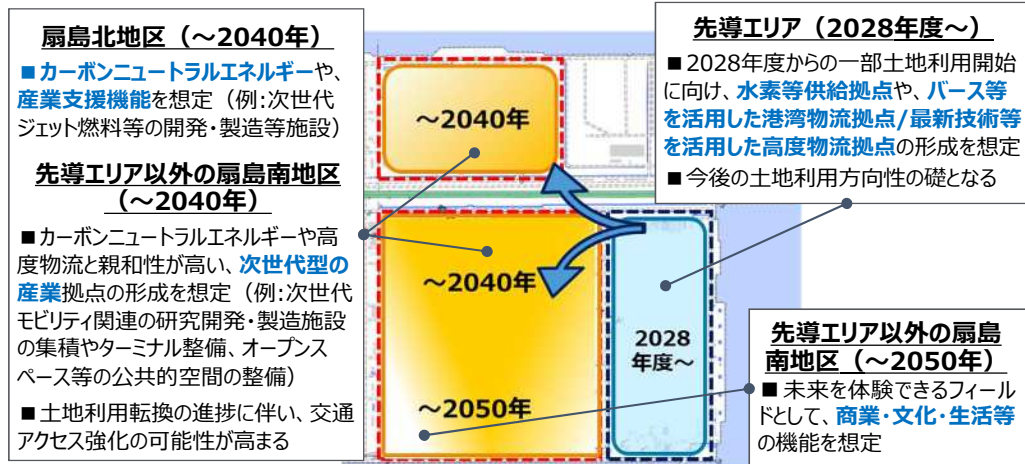 扇島北地区（～2040年）
■カーボンニュートラルエネルギーや、
産業支援機能を想定（例:次世代
ジェット燃料等の開発・製造等施設）
先導エリア以外の扇島南地区
（～2040年）
■カーボンニュートラルエネルギーや高
度物流と親和性が高い、次世代型の
産業拠点の形成を想定（例:次世代
モビリティ関連の研究開発・製造施設
の集積やターミナル整備、オープンス
ペース等の公共的空間の整備）
■土地利用転換の進捗に伴い、交通
アクセス強化の可能性が高まる
～2040年
～2040年
～2050年
2028
年度～
先導エリア（2028年度～）
■2028年度からの一部土地利用開始
に向け、水素等供給拠点や、バース等
を活用した港湾物流拠点/最新技術等
を活用した高度物流拠点の形成を想定
■今後の土地利用方向性の礎となる
先導エリア以外の扇島
南地区（～2050年）
■ 未来を体験できるフィール
ドとして、商業・文化・生活等
の機能を想定